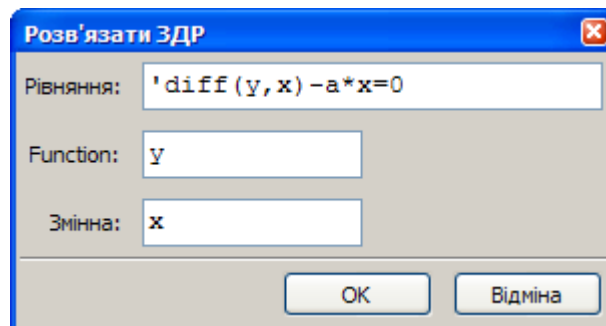 Розв'язати ЗДР
Рівняння: 'diff(y,x)-a*x=0
Function: y
Змінна: x
OK Відміна